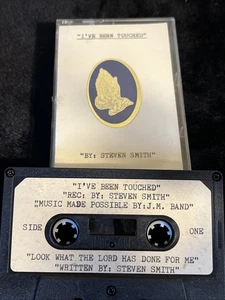 "I'VE BEEN TOUCHED"
"BY: STEVEN SMITH"
"I'VE BEEN TOUCHED"
"REC: BY: STEVEN SMITH"
"MUSIC MADE POSSIBLE BY:J.M. BAND"
SIDE ONE
"LOOK WHAT THE LORD HAS DONE FOR ME"
"WRITTEN BY: STEVEN SMITH"